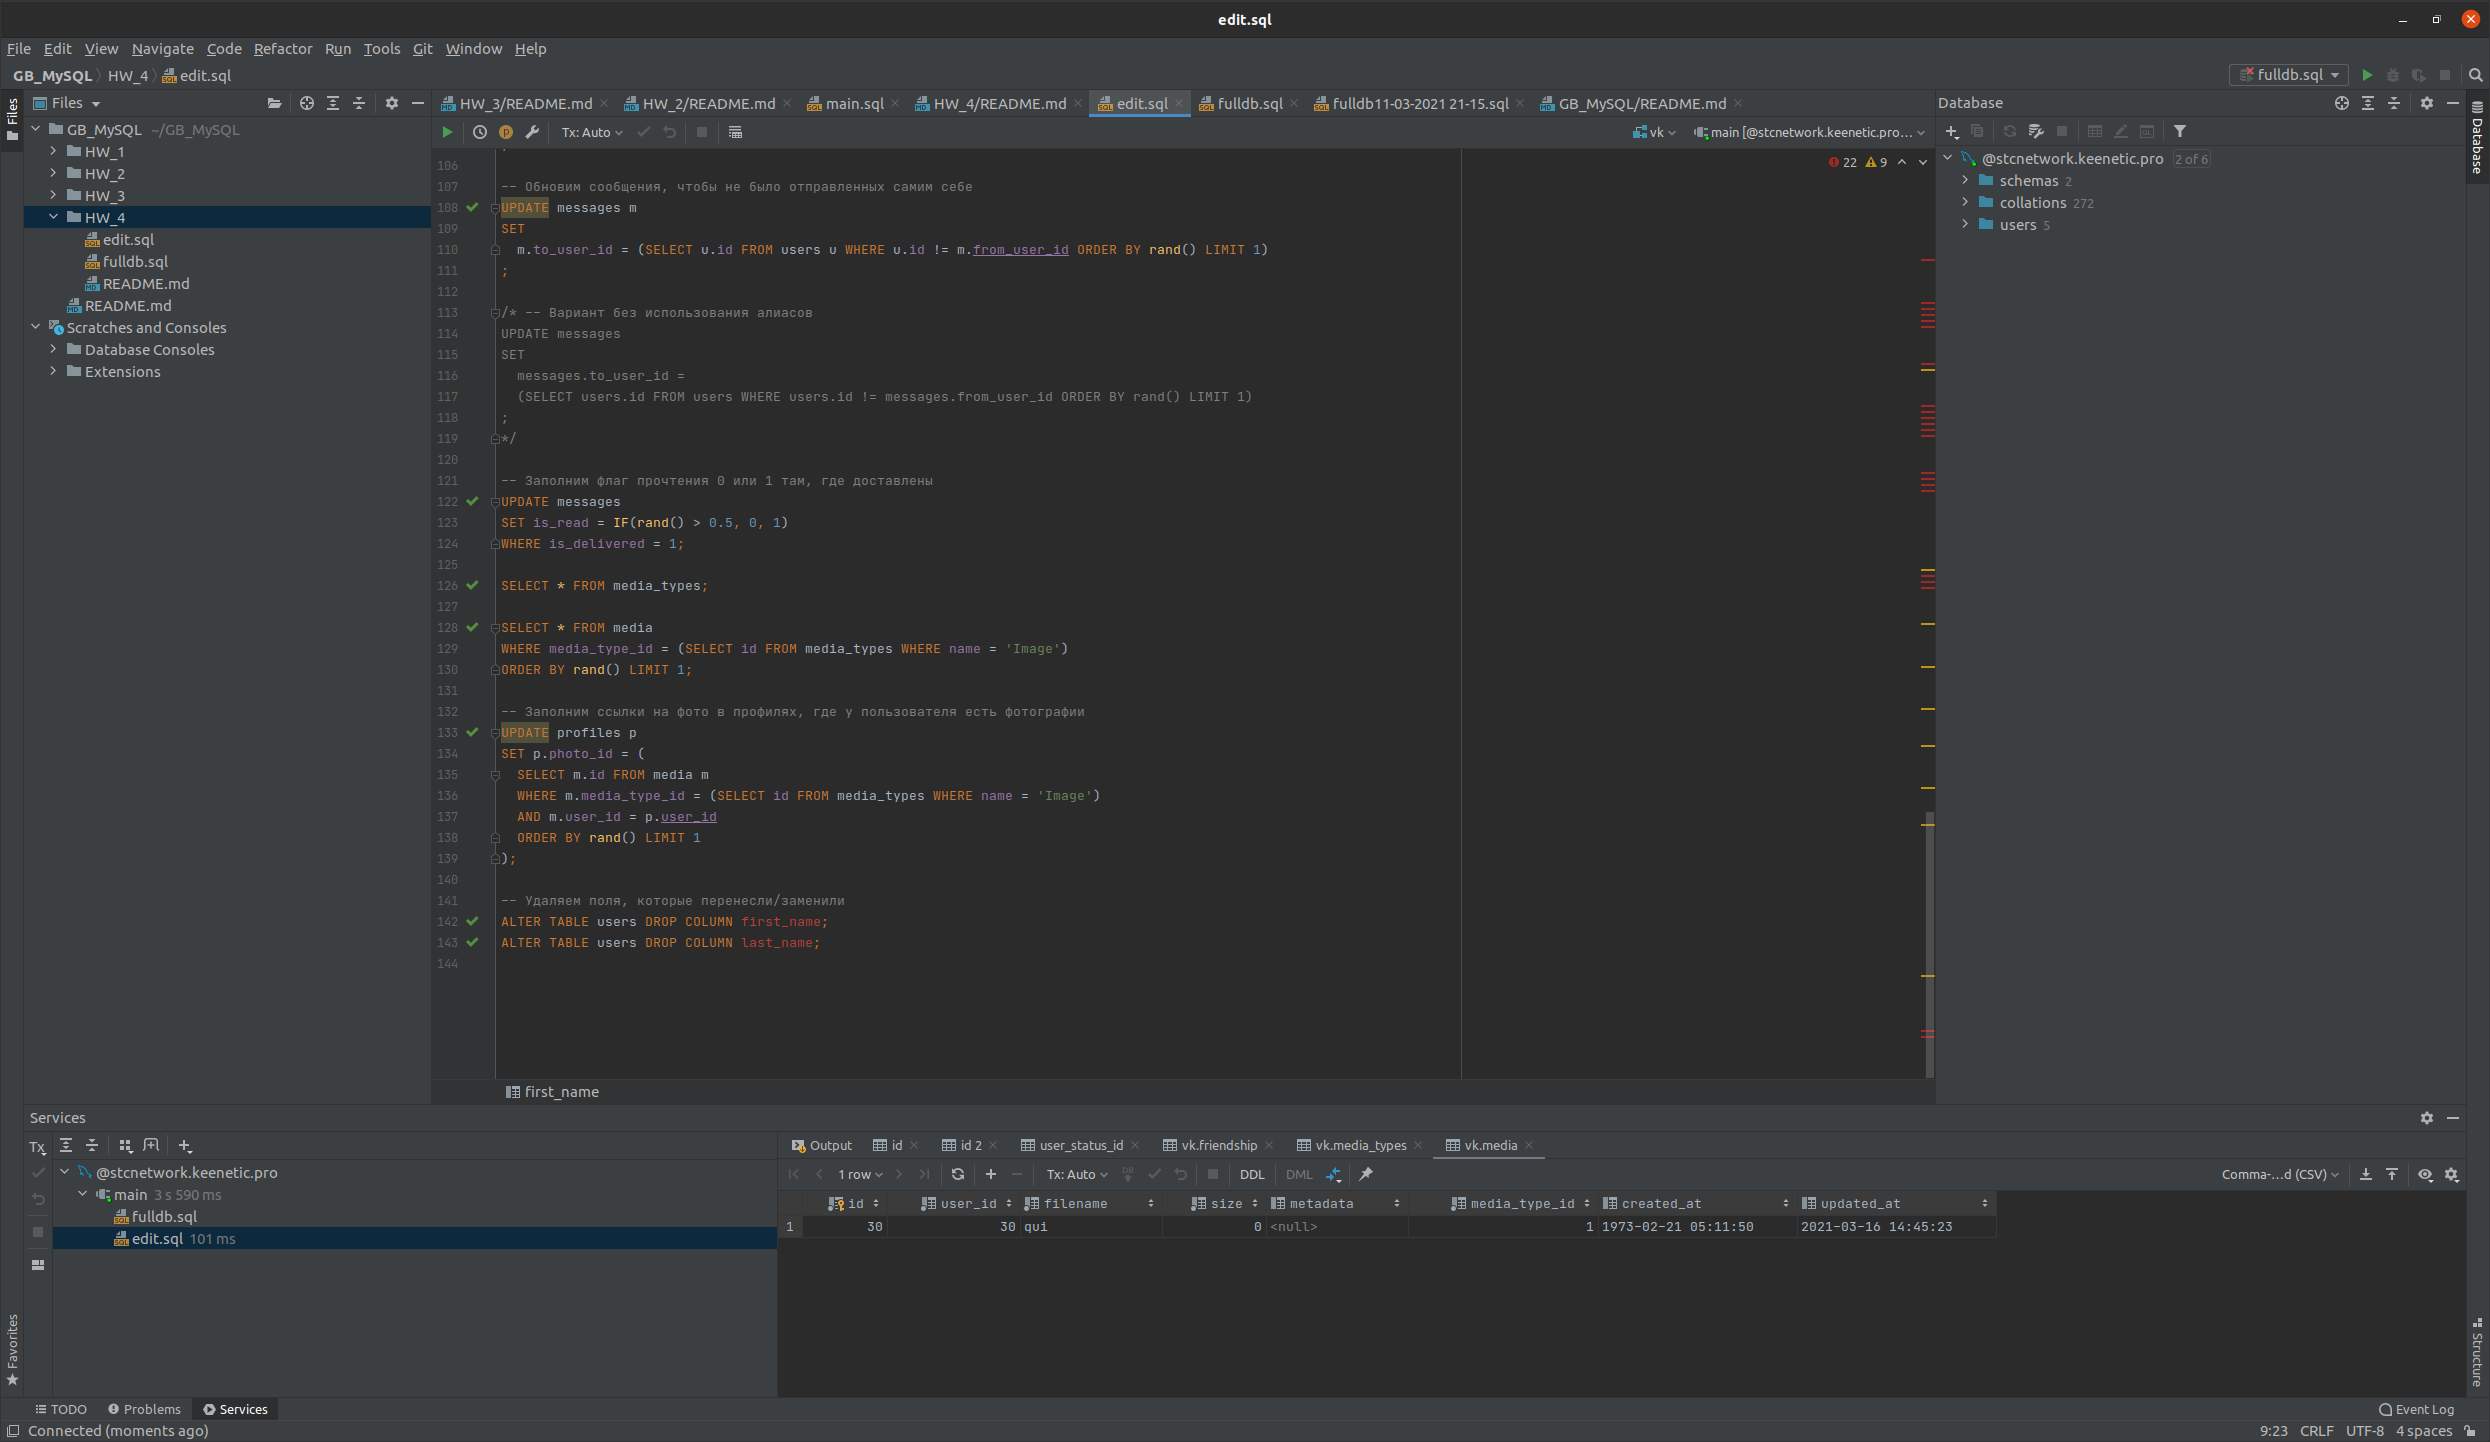 edit.sql
File Edit View Navigate Code Refactor Run Tools Git Window Help
GB_MySQL HW_4 edit.sql
fulldb.sql
Files
HW_3/README.md HW_2/README.md main.sql HW_4/README.md edit.sql fulldb.sql fulldb11-03-2021 21-15.sql GB_MySQL/README.md
Database
Files
GB_MySQL ~/GB_MySQL
HW_1
HW_2
HW_3
HW_4
edit.sql
fulldb.sql
README.md
README.md
Scratches and Consoles
Database Consoles
Extensions
Tx: Auto
vk main [@stcnetwork.keenetic.pro...
22 9
106
107 -- Обновим сообщения, чтобы не было отправленных самим себе
108 UPDATE messages m
109 SET
110 m.to_user_id = (SELECT u.id FROM users u WHERE u.id != m.from_user_id ORDER BY rand() LIMIT 1)
111 ;
112
113 /* -- Вариант без использования алиасов
114 UPDATE messages
115 SET
116 messages.to_user_id =
117 (SELECT users.id FROM users WHERE users.id != messages.from_user_id ORDER BY rand() LIMIT 1)
118 ;
119 */
120
121 -- Заполним флаг прочтения 0 или 1 там, где доставлены
122 UPDATE messages
123 SET is_read = IF(rand() > 0.5, 0, 1)
124 WHERE is_delivered = 1;
125
126 SELECT * FROM media_types;
127
128 SELECT * FROM media
129 WHERE media_type_id = (SELECT id FROM media_types WHERE name = 'Image')
130 ORDER BY rand() LIMIT 1;
131
132 -- Заполним ссылки на фото в профилях, где у пользователя есть фотографии
133 UPDATE profiles p
134 SET p.photo_id = (
135 SELECT m.id FROM media m
136 WHERE m.media_type_id = (SELECT id FROM media_types WHERE name = 'Image')
137 AND m.user_id = p.user_id
138 ORDER BY rand() LIMIT 1
139 );
140
141 -- Удаляем поля, которые перенесли/заменили
142 ALTER TABLE users DROP COLUMN first_name;
143 ALTER TABLE users DROP COLUMN last_name;
144
first_name
@stcnetwork.keenetic.pro 2 of 6
schemas 2
collations 272
users 5
Database
Services
Tx
@stcnetwork.keenetic.pro
main 3 s 590 ms
fulldb.sql
edit.sql 101 ms
Output id id 2 user_status_id vk.friendship vk.media_types vk.media
1 row Tx: Auto DB DDL DML Comma-...d (CSV)
id user_id filename size metadata media_type_id created_at updated_at
1 30 30 qui 0 <null> 1 1973-02-21 05:11:50 2021-03-16 14:45:23
Favorites
Structure
TODO Problems Services Event Log
Connected (moments ago) 9:23 CRLF UTF-8 4 spaces